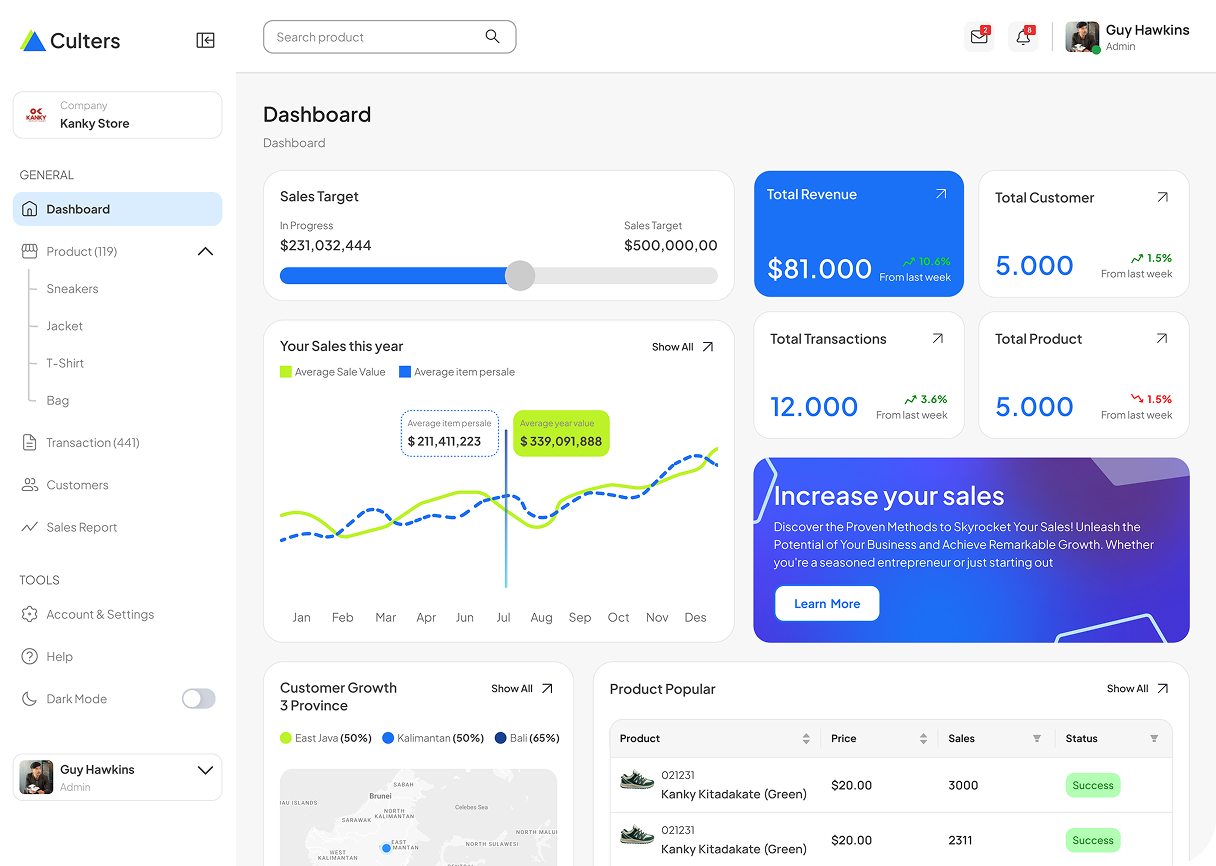 Culters
Search product
2
8
Guy Hawkins
Admin
KANKY
Company
Kanky Store
GENERAL
Dashboard
Product (119)
Sneakers
Jacket
T-Shirt
Bag
Transaction (441)
Customers
Sales Report
TOOLS
Account & Settings
Help
Dark Mode
Guy Hawkins
Admin
Dashboard
Dashboard
Sales Target
In Progress
Sales Target
$231,032,444
$500,000,00
Total Revenue
$81.000
10.6%
From last week
Total Customer
5.000
1.5%
From last week
Your Sales this year
Show All
Average Sale Value
Average item persale
Average item persale
$ 211,411,223
Average year value
$ 339,091,888
Jan Feb Mar Apr Jun Jul Aug Sep Oct Nov Des
Total Transactions
12.000
3.6%
From last week
Total Product
5.000
1.5%
From last week
Increase your sales
Discover the Proven Methods to Skyrocket Your Sales! Unleash the
Potential of Your Business and Achieve Remarkable Growth. Whether
you're a seasoned entrepreneur or just starting out
Learn More
Customer Growth
3 Province
Show All
East Java (50%) Kalimantan (50%) Bali (65%)
SABAH
Brunei
AU ISLANDS
Celebes Sea
NORTH
KALIMANTAN
SARAWAK
EAST
MANTAN
WEST
KALIMANTAN
NORTH MALU
NORTH SULAWESI
Product Popular
Show All
Product Price Sales Status
021231
Kanky Kitadakate (Green)
$20.00
3000
Success
021231
Kanky Kitadakate (Green)
$20.00
2311
Success